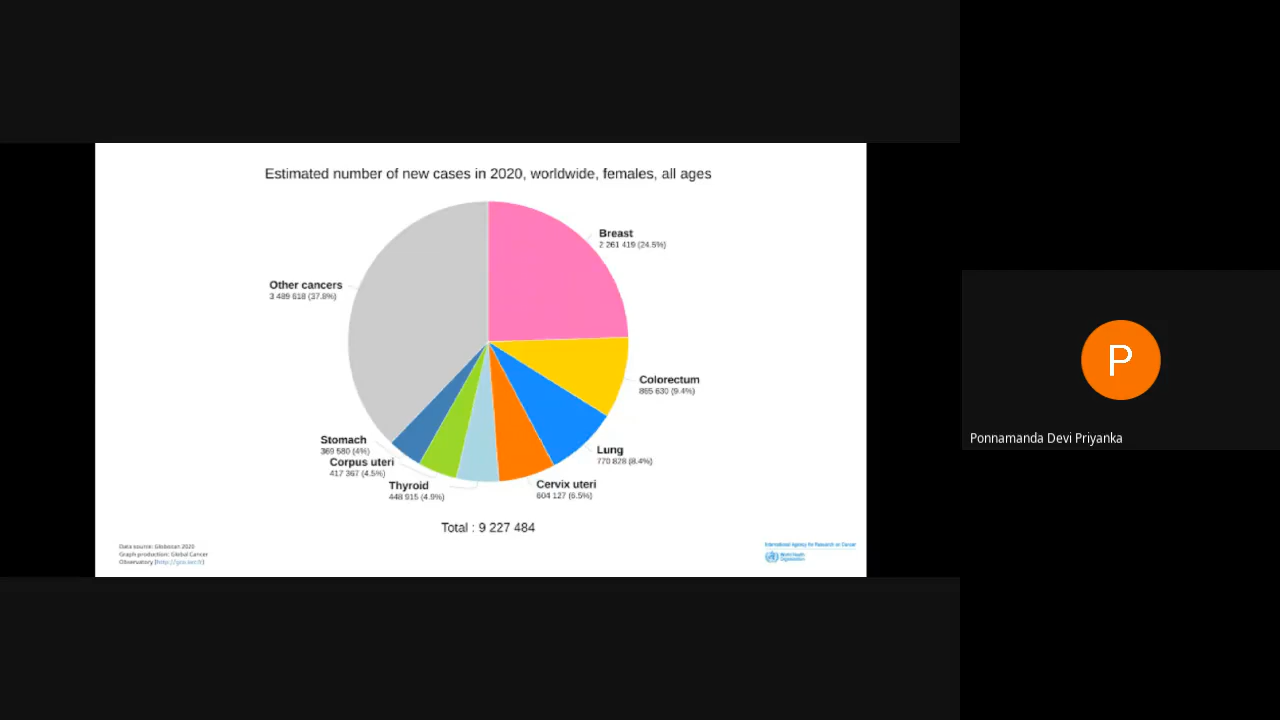 Estimated number of new cases in 2020, worldwide, females, all ages
Breast
2 261 419 (24.5%)
Other cancers
3 489 618 (37.8%)
Colorectum
865 630 (9.4%)
Stomach
369 580 (4%)
Lung
770 828 (8.4%)
Corpus uteri
417 367 (4.5%)
Thyroid
448 915 (4.9%)
Cervix uteri
604 127 (6.5%)
Total : 9 227 484
Data source: Globocan 2020
Graph production: Global Cancer
Observatory (http://gco.iarc.fr)
International Agency for Research on Cancer
World Health
Organization
P
Ponnamanda Devi Priyanka